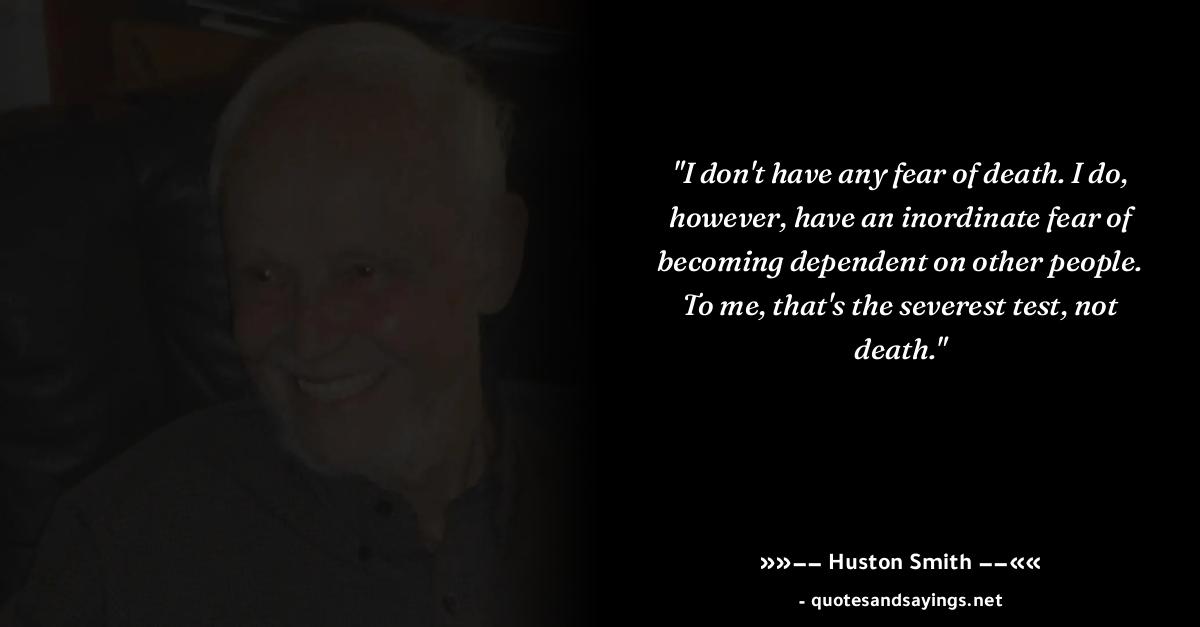 "I don't have any fear of death. I do,
however, have an inordinate fear of
becoming dependent on other people.
To me, that's the severest test, not
death."
»»−− Huston Smith −−««
- quotesandsayings.net